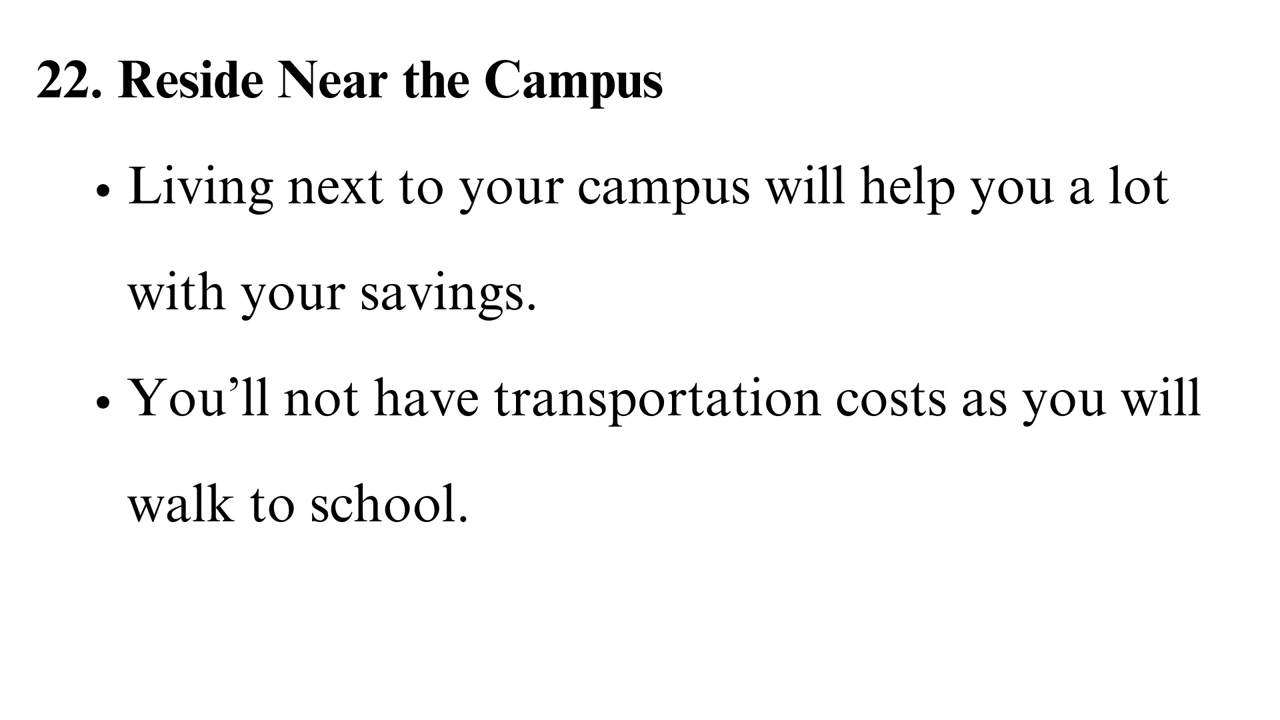 22. Reside Near the Campus
• Living next to your campus will help you a lot
with your savings.
• You’ll not have transportation costs as you will
walk to school.